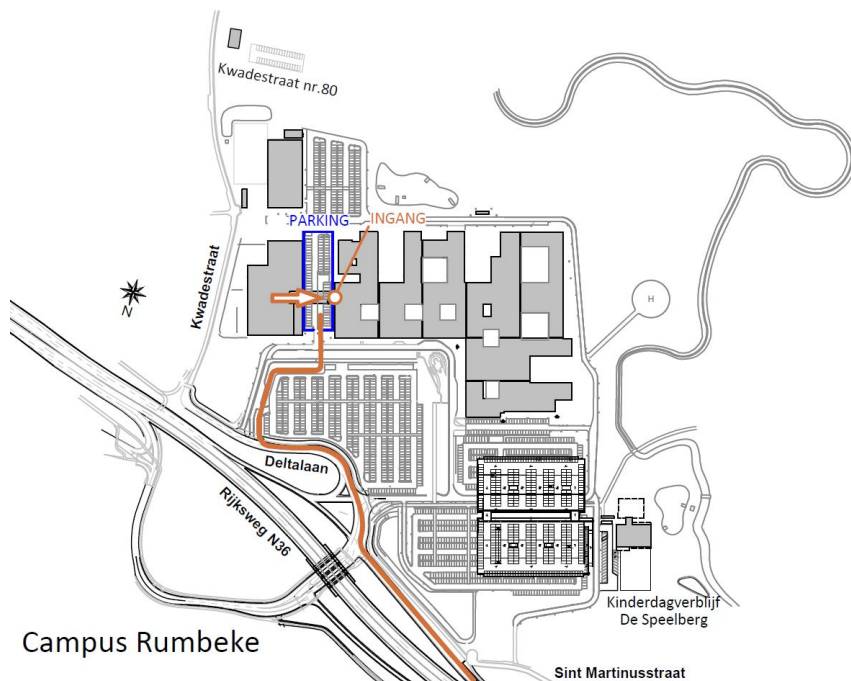 Kwadestraat nr.80
PARKING
INGANG
Kwadestraat
N
H
Deltalaan
Rijksweg N36
Kinderdagverblijf
De Speelberg
Campus Rumbeke
Sint Martinusstraat